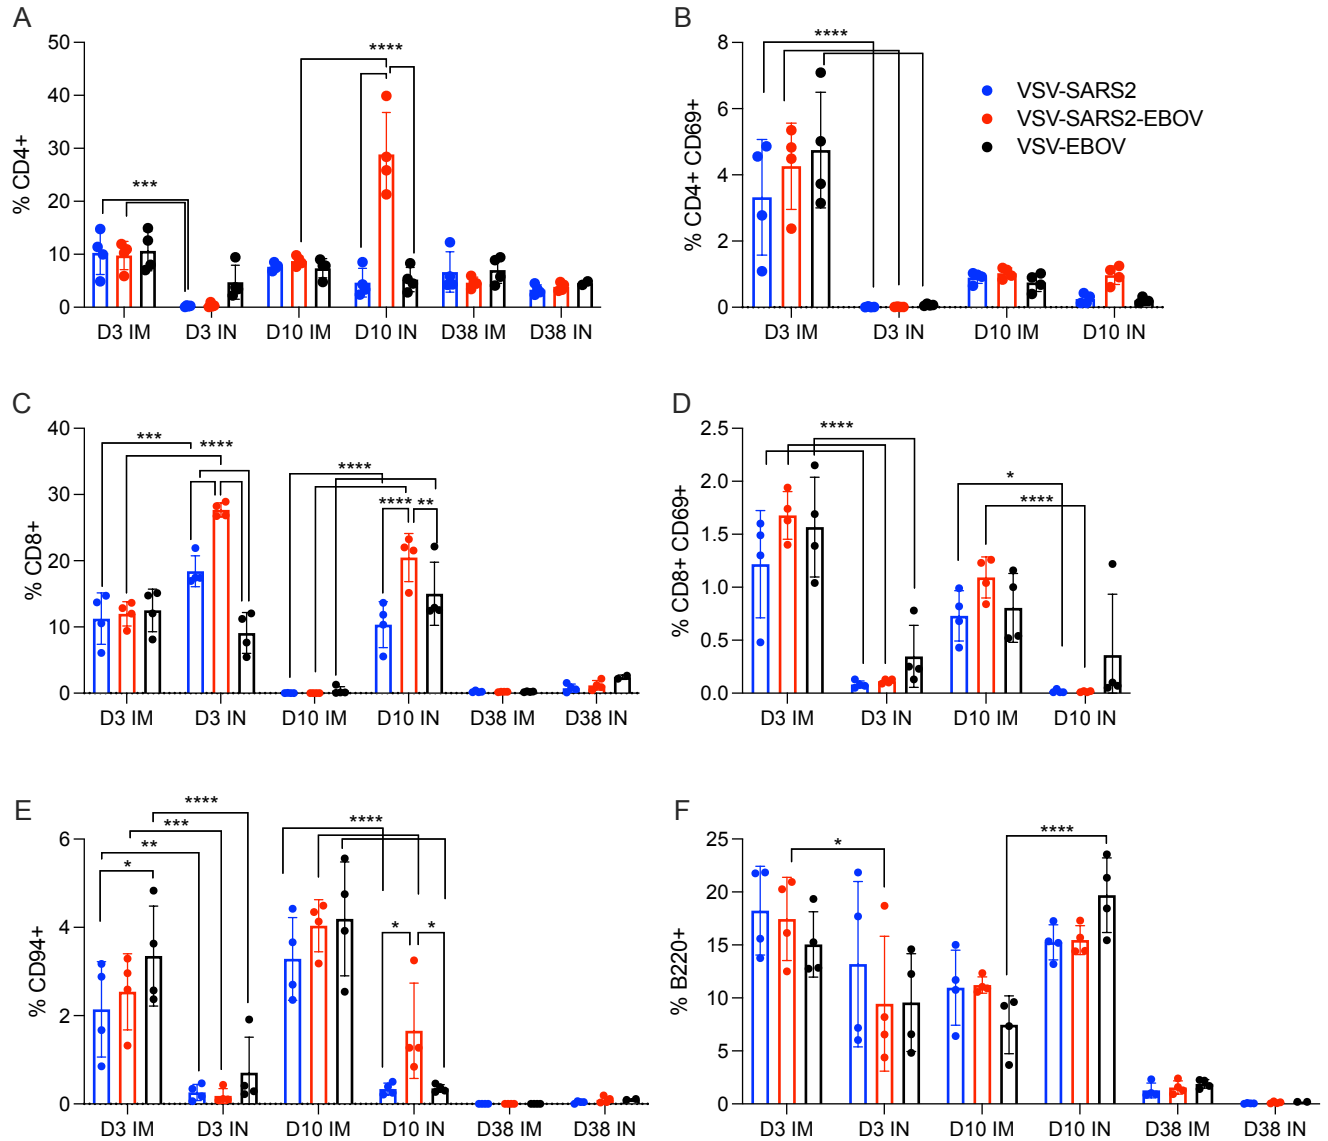 A
% CD4+
50
40
30
20
10
0
***
****
D3 IM
D3 IN
D10 IM
D10 IN
D38 IM
D38 IN
B
% CD4+ CD69+
8
6
4
2
0
****
D3 IM
D3 IN
D10 IM
D10 IN
VSV-SARS2
VSV-SARS2-EBOV
VSV-EBOV
C
% CD8+
40
30
20
10
0
***
****
****
****
**
D3 IM
D3 IN
D10 IM
D10 IN
D38 IM
D38 IN
D
% CD8+ CD69+
2.5
2.0
1.5
1.0
0.5
0.0
****
*
****
D3 IM
D3 IN
D10 IM
D10 IN
E
% CD94+
6
4
2
0
****
***
**
*
****
*
*
D3 IM
D3 IN
D10 IM
D10 IN
D38 IM
D38 IN
F
% B220+
25
20
15
10
5
0
*
****
D3 IM
D3 IN
D10 IM
D10 IN
D38 IM
D38 IN